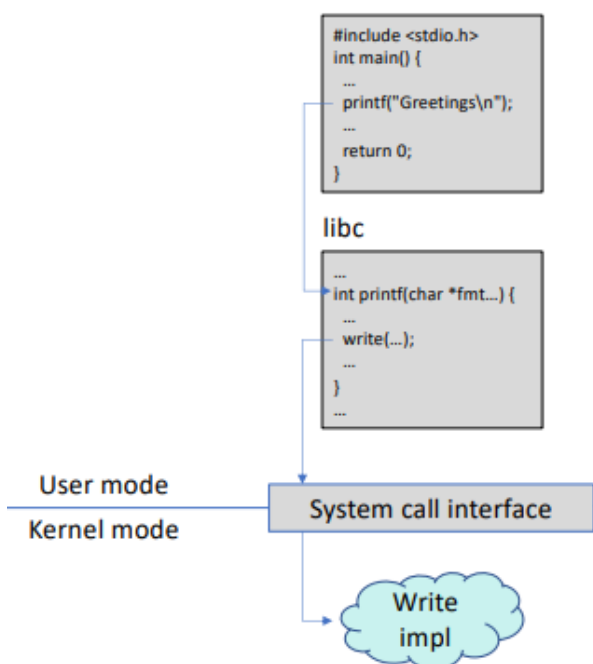 #include <stdio.h>
int main() {
...
printf("Greetings\n");
...
return 0;
}
libc
...
int printf(char *fmt...) {
...
write(...);
...
}
...
User mode
System call interface
Kernel mode
Write
impl